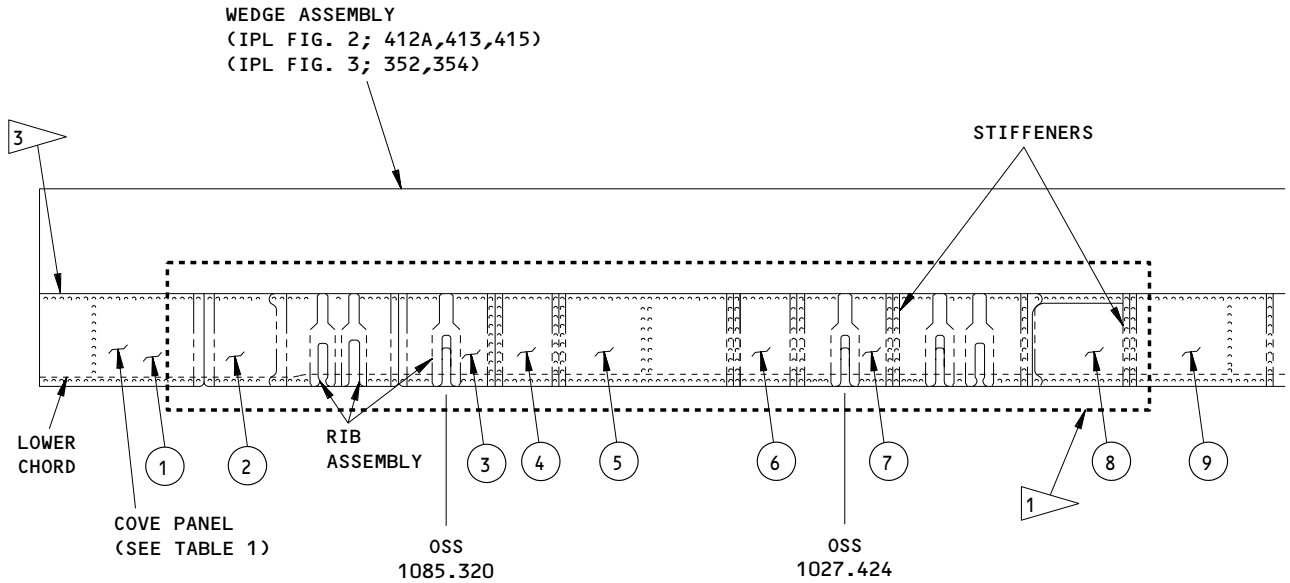 WEDGE ASSEMBLY
(IPL FIG. 2; 412A,413,415)
(IPL FIG. 3; 352,354)
3
STIFFENERS
LOWER
CHORD
1
2
RIB
ASSEMBLY
3
4
5
6
7
8
9
1
COVE PANEL
(SEE TABLE 1)
OSS
1085.320
OSS
1027.424